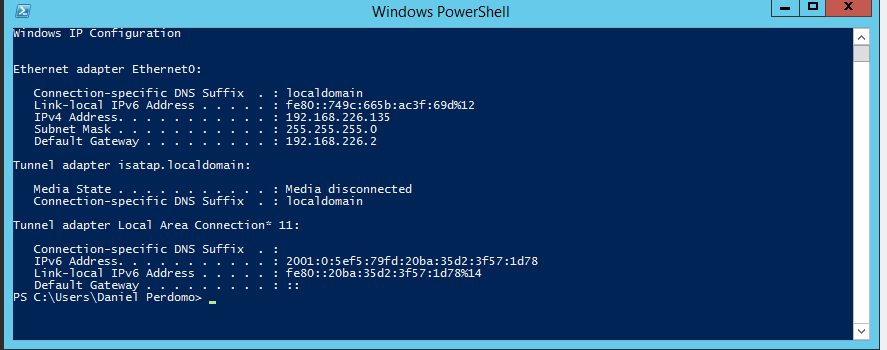 Windows PowerShell
Windows IP Configuration
Ethernet adapter Ethernet0:
Connection-specific DNS Suffix . : localdomain
Link-local IPv6 Address . . . . . : fe80::749c:665b:ac3f:69d%12
IPv4 Address. . . . . . . . . . . : 192.168.226.135
Subnet Mask . . . . . . . . . . . : 255.255.255.0
Default Gateway . . . . . . . . . : 192.168.226.2
Tunnel adapter isatap.localdomain:
Media State . . . . . . . . . . . : Media disconnected
Connection-specific DNS Suffix . : localdomain
Tunnel adapter Local Area Connection* 11:
Connection-specific DNS Suffix . :
IPv6 Address. . . . . . . . . . . : 2001:0:5ef5:79fd:20ba:35d2:3f57:1d78
Link-local IPv6 Address . . . . . : fe80::20ba:35d2:3f57:1d78%14
Default Gateway . . . . . . . . . : ::
PS C:\Users\Daniel Perdomo> _